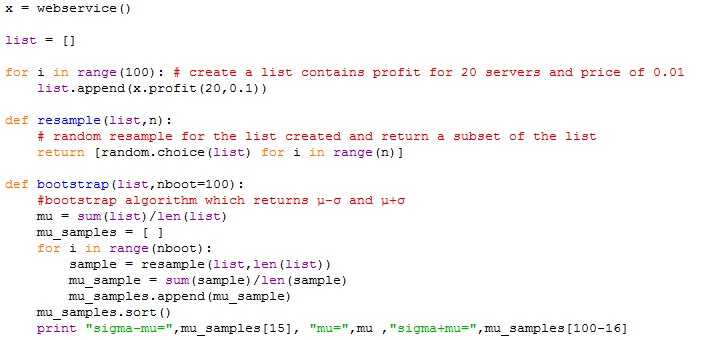 x = webservice()
list = []
for i in range(100): # create a list contains profit for 20 servers and price of 0.01
    list.append(x.profit(20,0.1))
def resample(list,n):
    # random resample for the list created and return a subset of the list
    return [random.choice(list) for i in range(n)]
def bootstrap(list,nboot=100):
    #bootstrap algorithm which returns μ-σ and μ+σ
    mu = sum(list)/len(list)
    mu_samples = [ ]
    for i in range(nboot):
        sample = resample(list,len(list))
        mu_sample = sum(sample)/len(sample)
        mu_samples.append(mu_sample)
    mu_samples.sort()
    print "sigma-mu=",mu_samples[15], "mu=",mu ,"sigma+mu=",mu_samples[100-16]